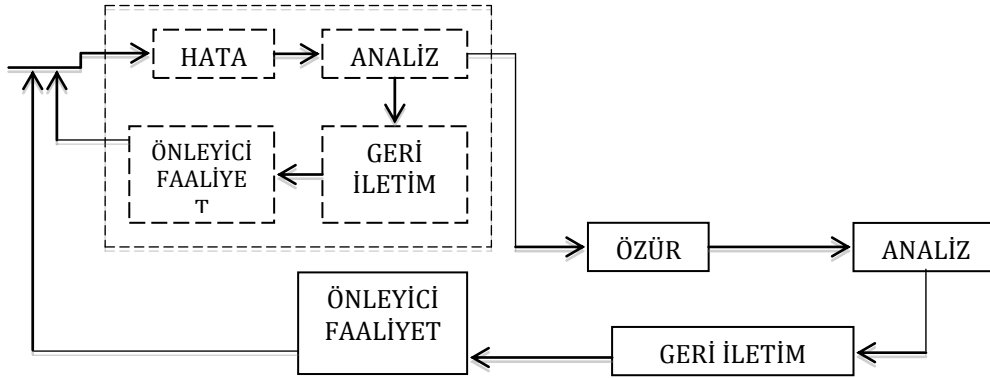 HATA
ANALİZ
ÖNLEYİCİ
FAALİYE
T
GERİ
İLETİM
ÖZÜR
ANALİZ
ÖNLEYİCİ
FAALİYET
GERİ İLETİM